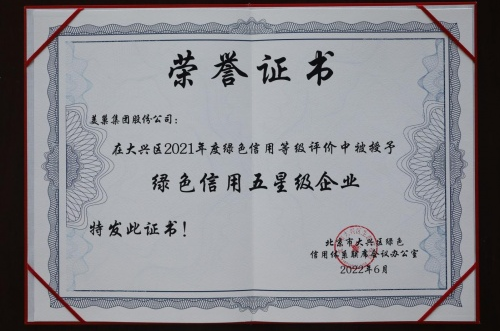 荣誉证书
美巢集团股份公司：
在大兴区2021年度绿色信用等级评价中被授予
绿色信用五星级企业
特发此证书！
北京市大兴区绿色
信用体系联席会议办公室
2022年6月